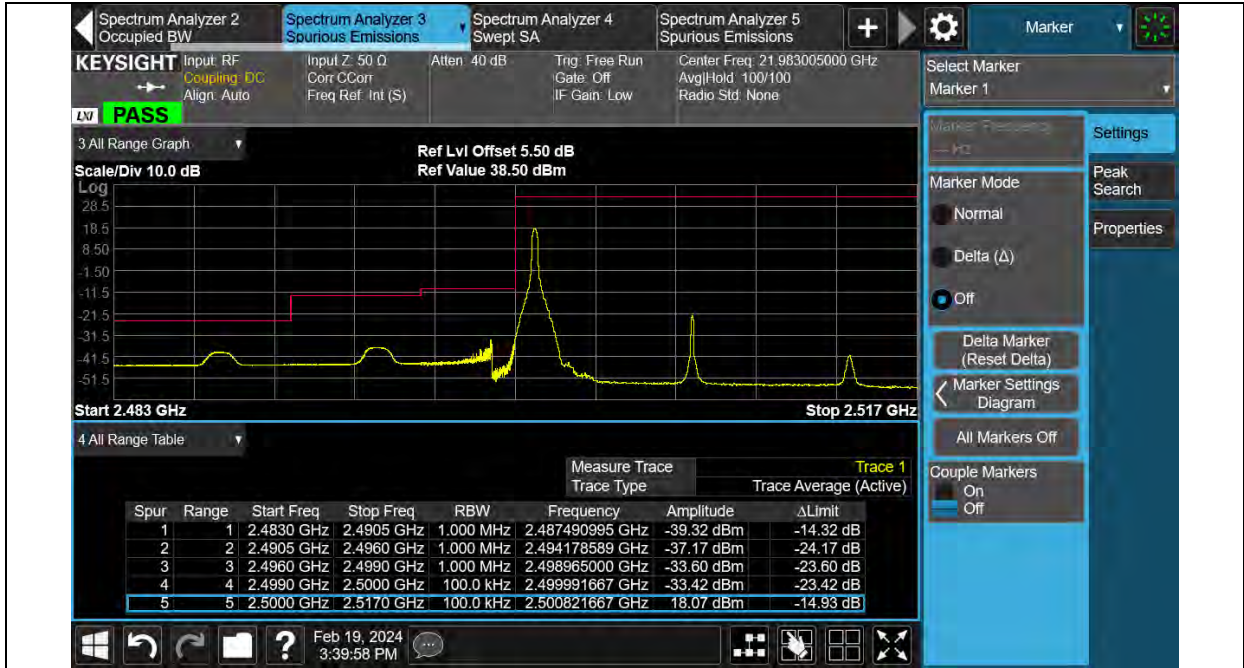 Spectrum Analyzer 2
Occupied BW
Spectrum Analyzer 3
Spurious Emissions
Spectrum Analyzer 4
Swept SA
Spectrum Analyzer 5
Spurious Emissions
Marker
KEYSIGHT
Input: RF
Coupling: DC
Align: Auto
Input Z: 50 Ω
Corr CCorr
Freq Ref: Int (S)
Atten: 40 dB
Trig: Free Run
Gate: Off
IF Gain: Low
Center Freq: 21.983005000 GHz
Avg|Hold: 100/100
Radio Std: None
LXI PASS
Select Marker
Marker 1
3 All Range Graph
Ref Lvl Offset 5.50 dB
Scale/Div 10.0 dB
Ref Value 38.50 dBm
Log
28.5
18.5
8.50
-1.50
-11.5
-21.5
-31.5
-41.5
-51.5
Start 2.483 GHz
Stop 2.517 GHz
Marker Frequency
--- Hz
Marker Mode
Normal
Delta (Δ)
Off
Delta Marker
(Reset Delta)
Marker Settings
Diagram
All Markers Off
Couple Markers
On
Off
Settings
Peak
Search
Properties
4 All Range Table
Measure Trace Trace 1
Trace Type Trace Average (Active)
Spur Range Start Freq Stop Freq RBW Frequency Amplitude ΔLimit
1 1 2.4830 GHz 2.4905 GHz 1.000 MHz 2.487490995 GHz -39.32 dBm -14.32 dB
2 2 2.4905 GHz 2.4960 GHz 1.000 MHz 2.494178589 GHz -37.17 dBm -24.17 dB
3 3 2.4960 GHz 2.4990 GHz 1.000 MHz 2.498965000 GHz -33.60 dBm -23.60 dB
4 4 2.4990 GHz 2.5000 GHz 100.0 kHz 2.499991667 GHz -33.42 dBm -23.42 dB
5 5 2.5000 GHz 2.5170 GHz 100.0 kHz 2.500821667 GHz 18.07 dBm -14.93 dB
Feb 19, 2024
3:39:58 PM